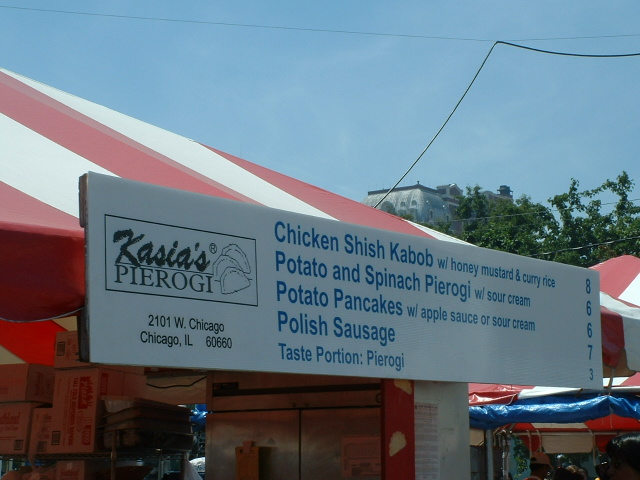 Kasia's®
PIEROGI
2101 W. Chicago
Chicago, IL 60660
Chicken Shish Kabob w/ honey mustard & curry rice 8
Potato and Spinach Pierogi w/ sour cream 6
Potato Pancakes w/ apple sauce or sour cream 6
Polish Sausage 7
Taste Portion: Pierogi 3